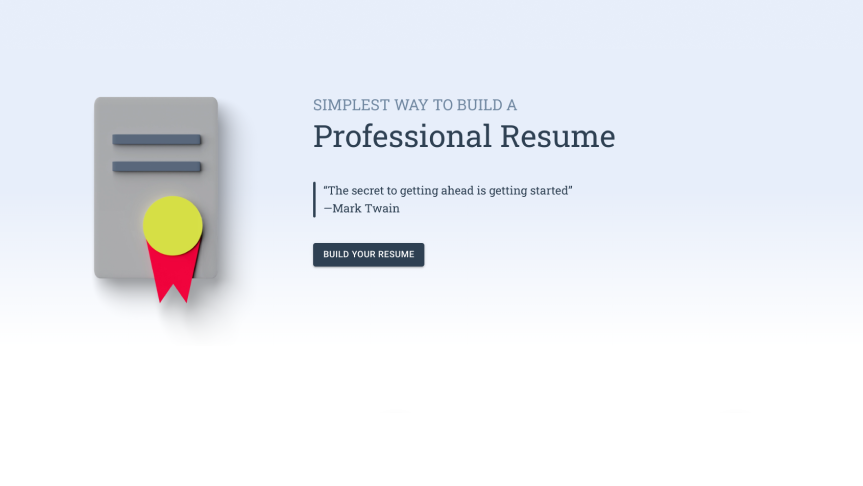 SIMPLEST WAY TO BUILD A
Professional Resume
“The secret to getting ahead is getting started”
—Mark Twain
BUILD YOUR RESUME